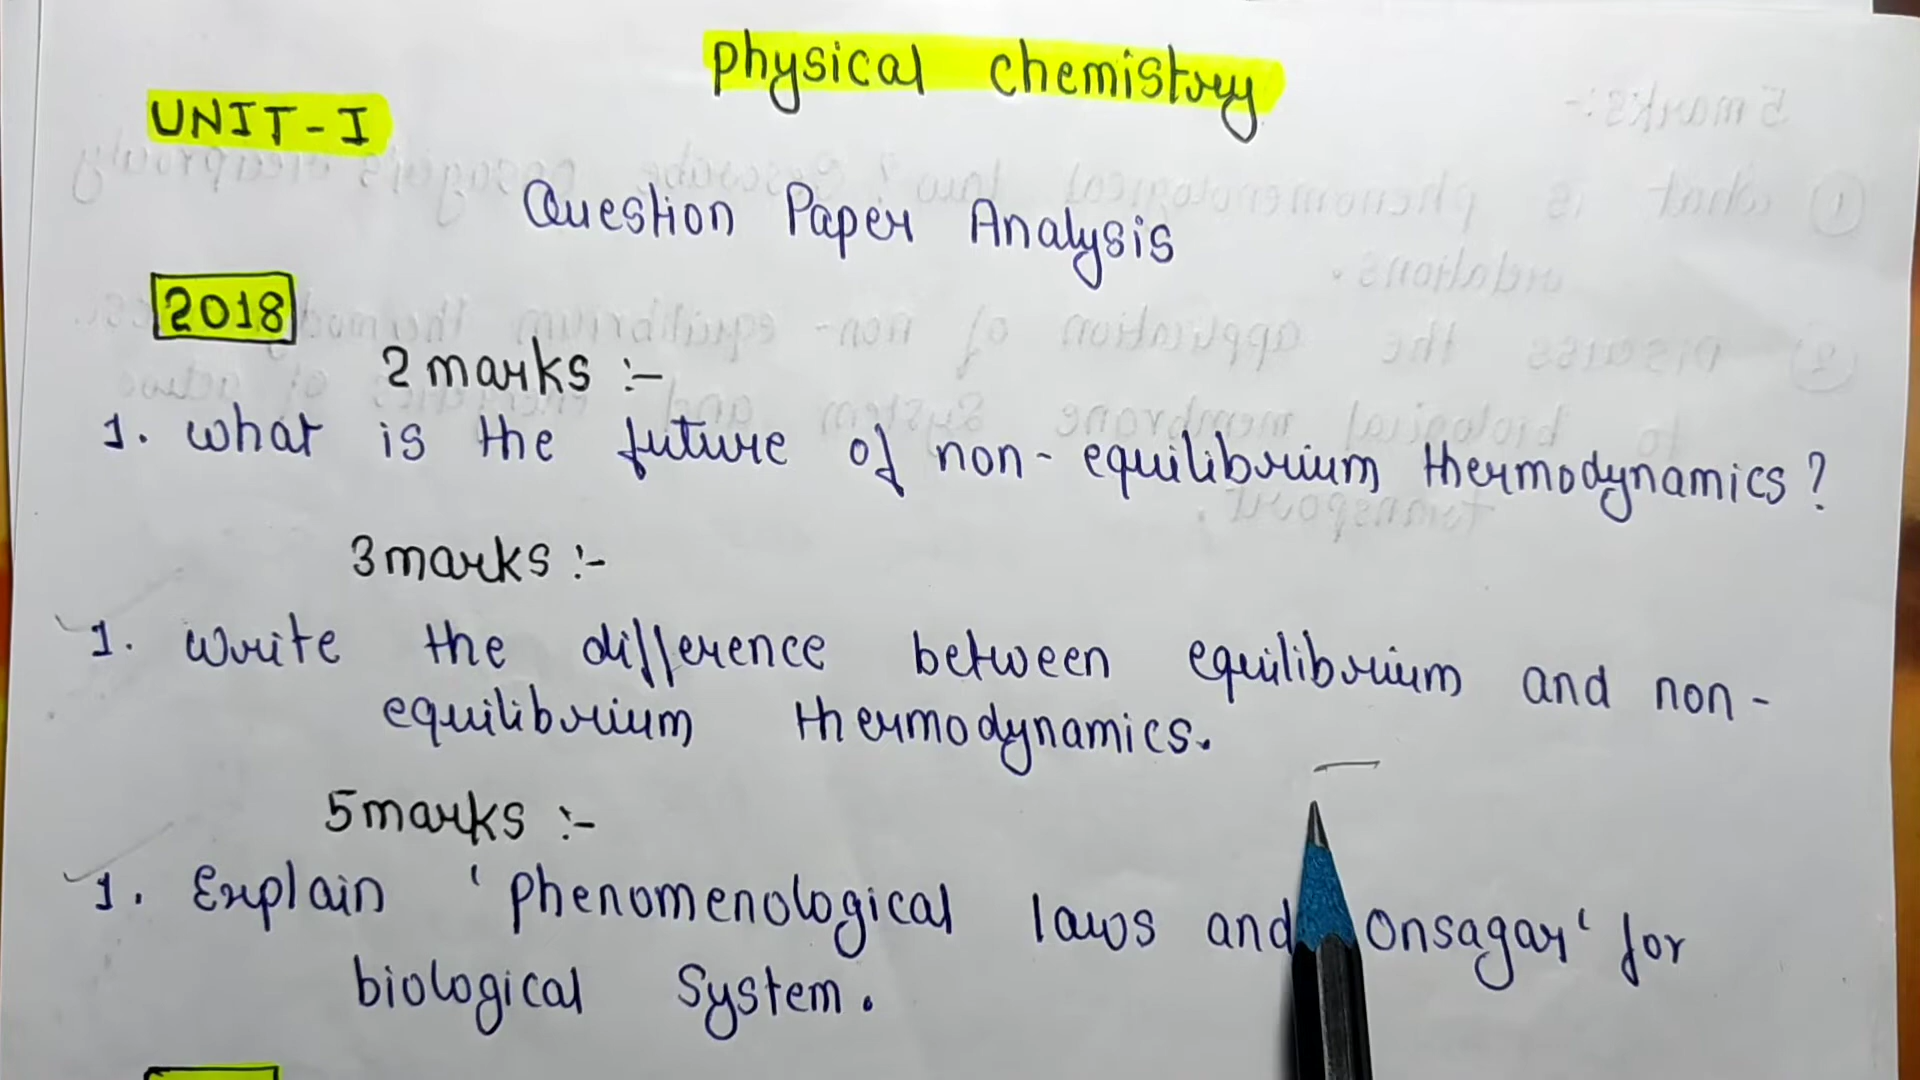 physical chemistry
UNIT-I
Question Paper Analysis
2018
2 marks :-
1. what is the future of non-equilibrium thermodynamics?
3 marks :-
1. Write the difference between equilibrium and non-
equilibrium thermodynamics.
5 marks :-
1. Explain 'phenomenological laws and onsagar' for
biological System.